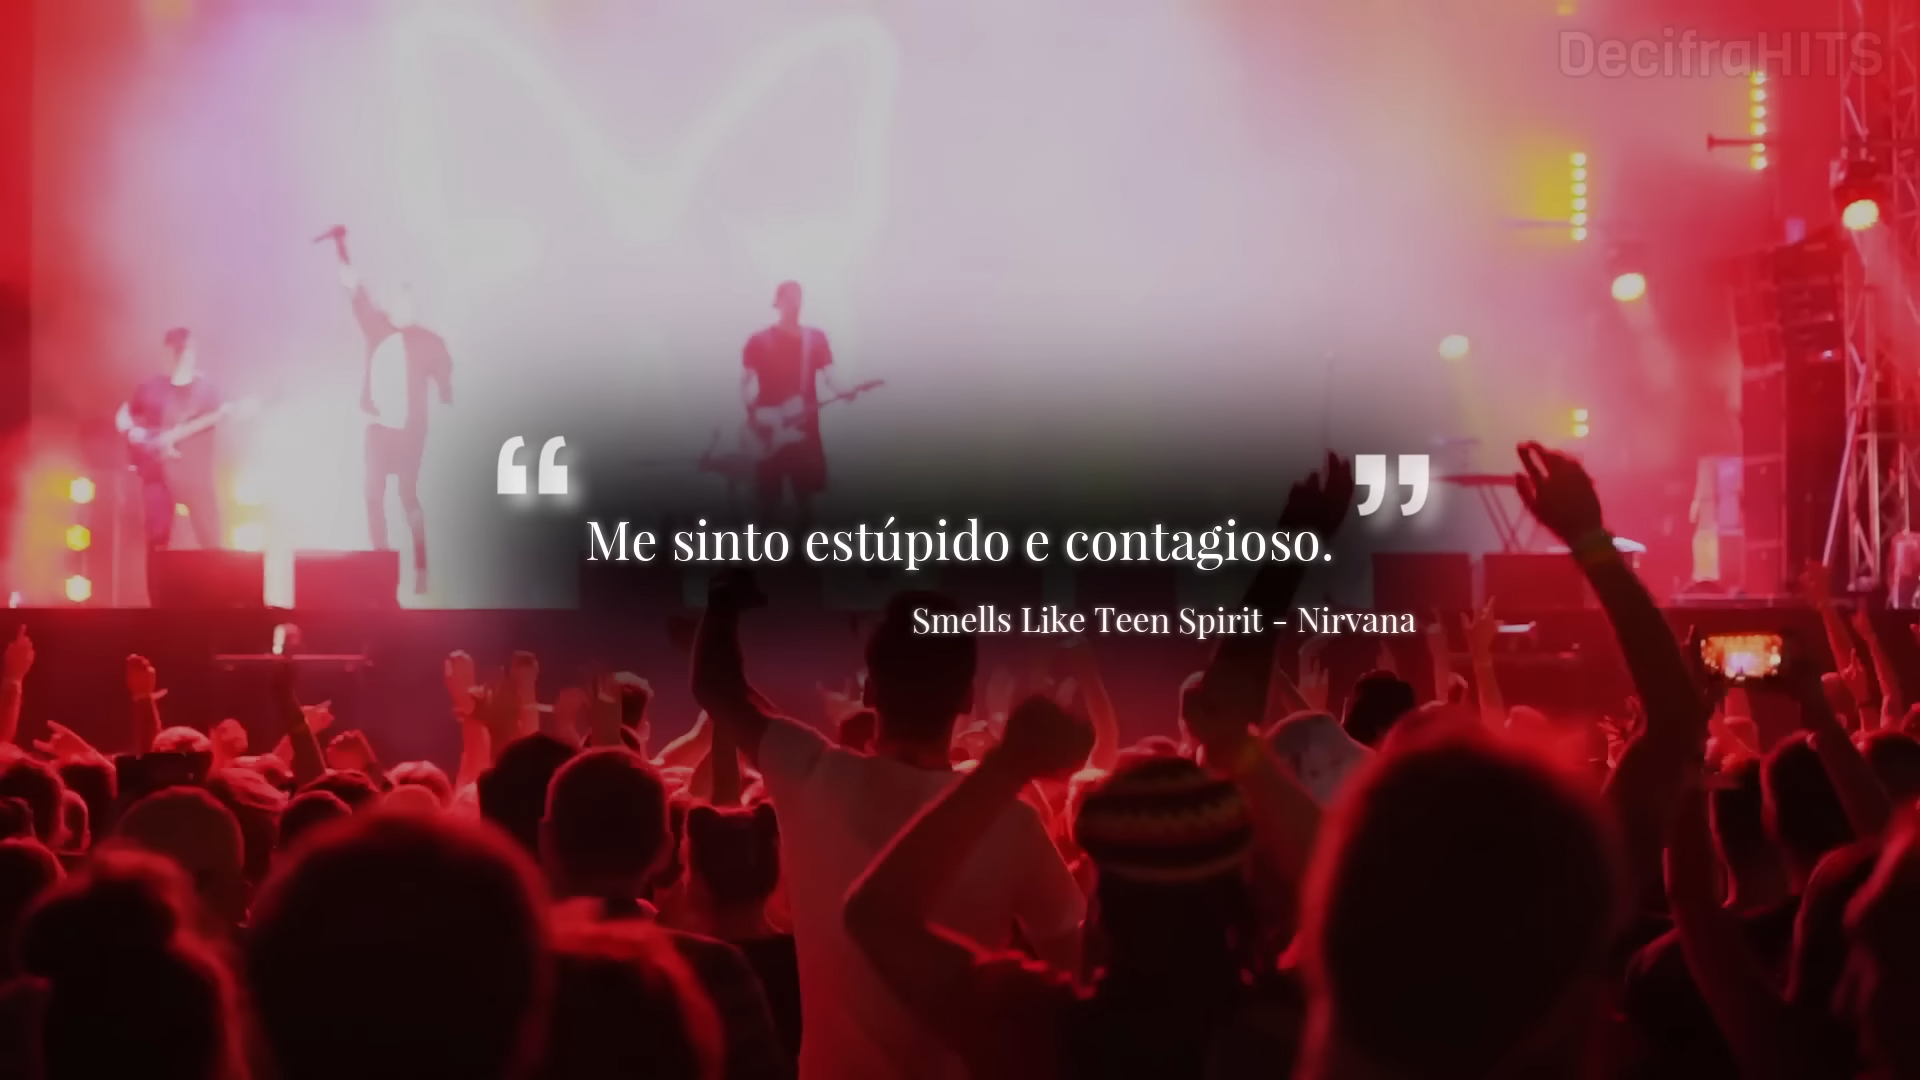 DecifraHITS
“ Me sinto estúpido e contagioso. ”
Smells Like Teen Spirit - Nirvana